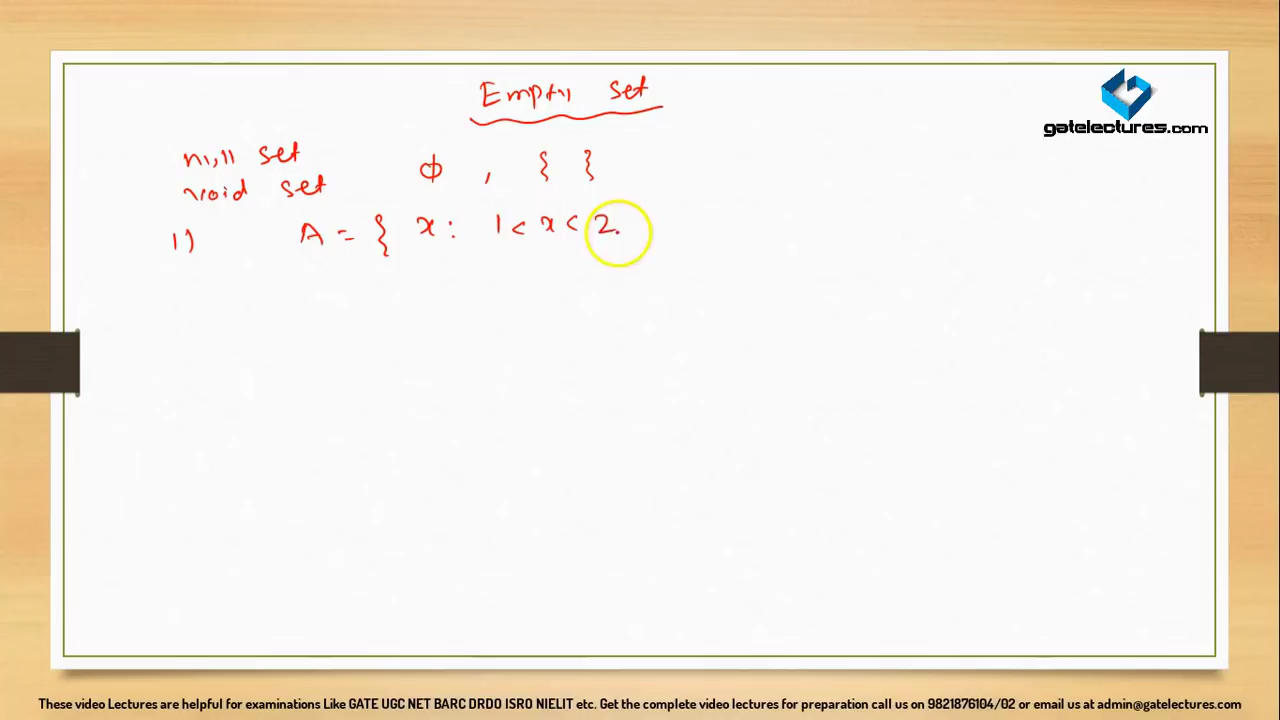 Empty set
gatelectures.com
null set
void set
ϕ , { }
1) A = { x : 1 < x < 2.
These video Lectures are helpful for examinations Like GATE UGC NET BARC DRDO ISRO NIELIT etc. Get the complete video lectures for preparation call us on 9821876104/02 or email us at admin@gatelectures.com